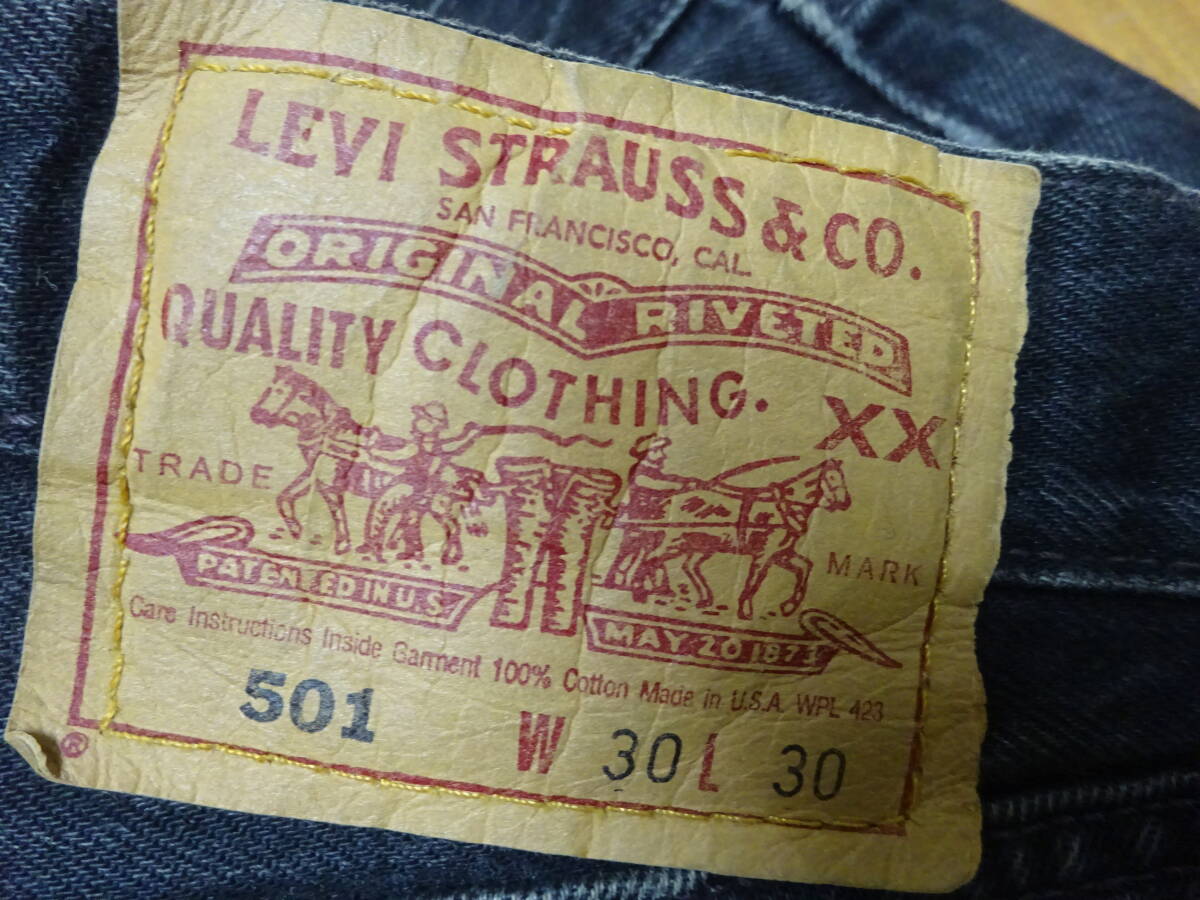 LEVI STRAUSS & CO.
SAN FRANCISCO, CAL.
ORIGINAL RIVETED
QUALITY CLOTHING.
XX
TRADE MARK
PATENTED IN U.S.
MAY 20 1873
Care Instructions Inside Garment 100% Cotton Made in U.S.A. WPL 423
501 W 30 L 30
®